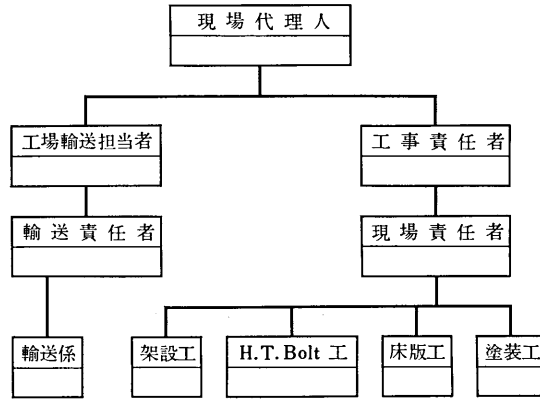 現場代理人
工場輸送担当者
工事責任者
輸送責任者
現場責任者
輸送係
架設工
H.T.Bolt 工
床版工
塗装工